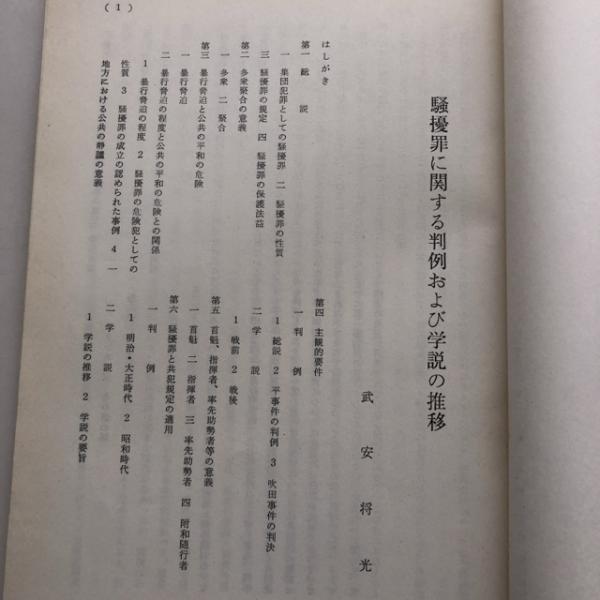 (1)
騒擾罪に関する判例および学説の推移
武安将光
はしがき
第一 総説
一 集団犯罪としての騒擾罪 二 騒擾罪の性質
三 騒擾罪の規定 四 騒擾罪の保護法益
第二 多衆聚合の意義
一 多衆 二 聚合
第三 暴行脅迫と公共の平和の危険
一 暴行脅迫
二 暴行脅迫の程度と公共の平和の危険との関係
1 暴行脅迫の程度 2 騒擾罪の危険犯としての
性質 3 騒擾罪の成立の認められた事例 4 一
地方における公共の静謐の意義
第四 主観的要件
一 判例
1 総説 2 平事件の判例 3 吹田事件の判決
二 学説
1 戦前 2 戦後
第五 首魁、指揮者、率先助勢者等の意義
一 首魁 二 指揮者 三 率先助勢者 四 附和随行者
第六 騒擾罪と共犯規定の適用
一 判例
1 明治・大正時代 2 昭和時代
二 学説
1 学説の推移 2 学説の要旨